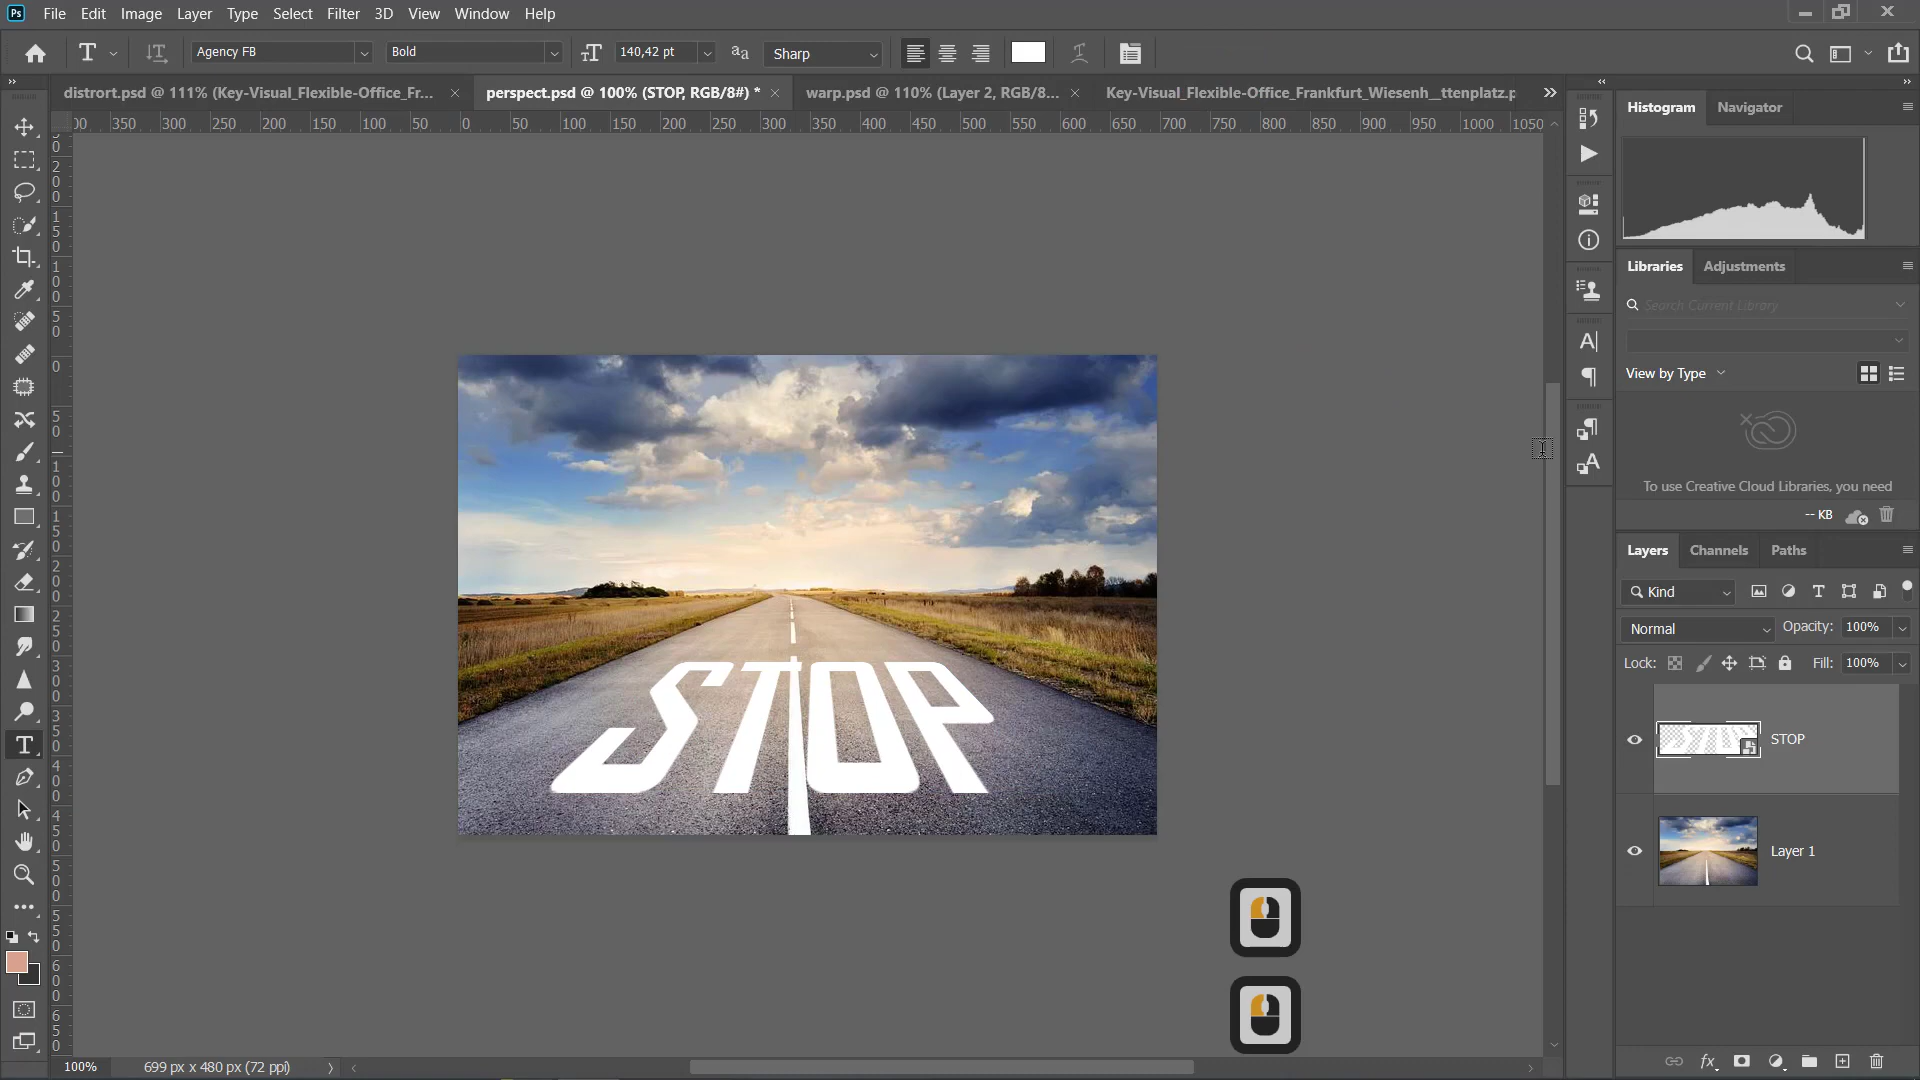 Ps File Edit Image Layer Type Select Filter 3D View Window Help
T Agency FB Bold 140,42 pt aa Sharp
distrort.psd @ 111% (Key-Visual_Flexible-Office_Fr... perspect.psd @ 100% (STOP, RGB/8#) * warp.psd @ 110% (Layer 2, RGB/8... Key-Visual_Flexible-Office_Frankfurt_Wiesenh__ttenplatz.p
350 300 250 200 150 100 50 0 50 100 150 200 250 300 350 400 450 500 550 600 650 700 750 800 850 900 950 1000 1050
Histogram Navigator
Libraries Adjustments
Search Current Library
View by Type
To use Creative Cloud Libraries, you need
-- KB
Layers Channels Paths
Kind
Normal Opacity: 100%
Lock: Fill: 100%
STOP
Layer 1
STOP
100% 699 px x 480 px (72 ppi)